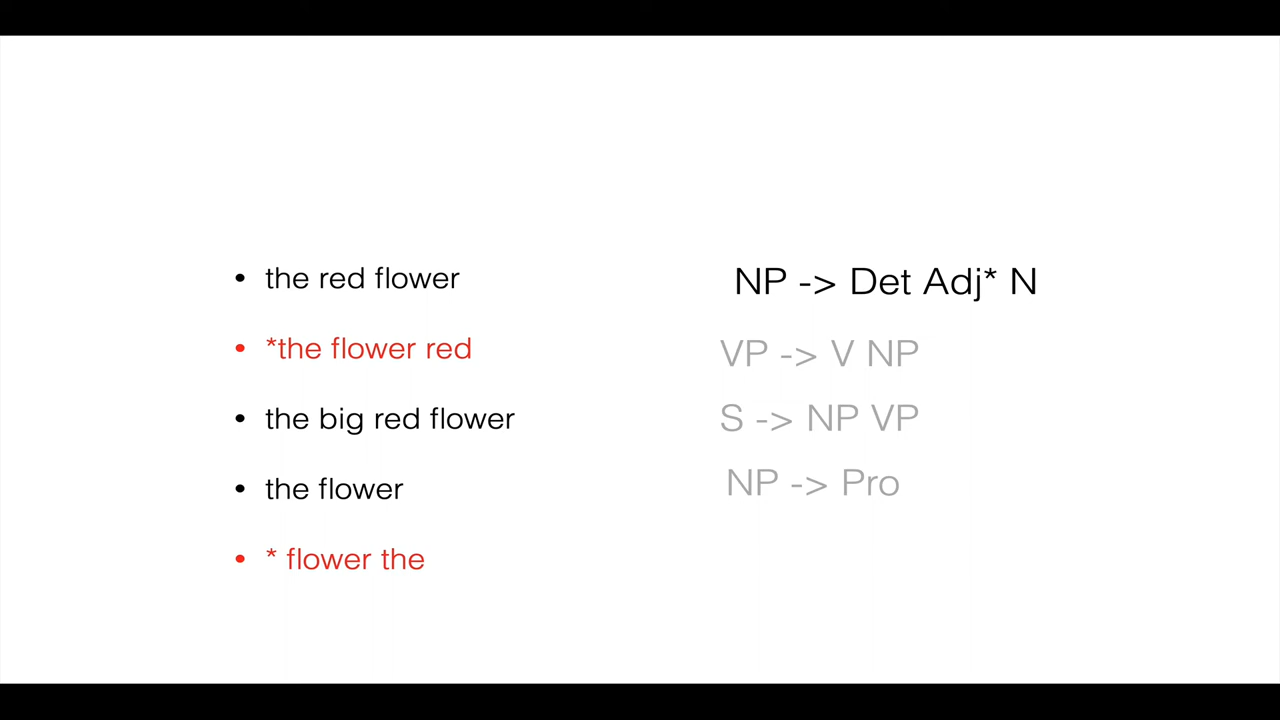 • the red flower
• *the flower red
• the big red flower
• the flower
• * flower the
NP -> Det Adj* N
VP -> V NP
S -> NP VP
NP -> Pro